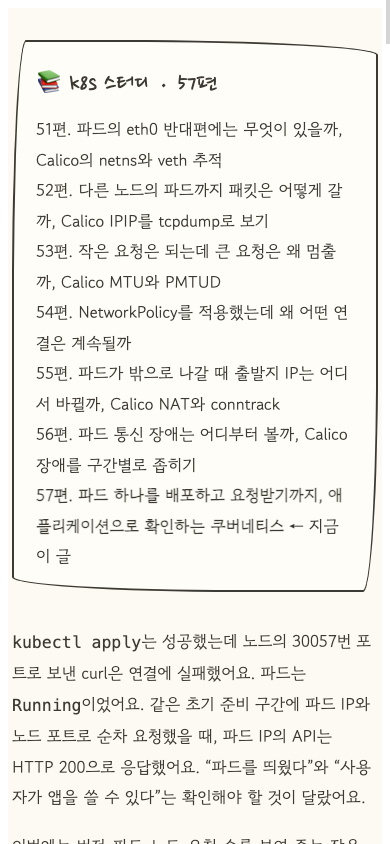 k8s 스터디 · 57편
51편. 파드의 eth0 반대편에는 무엇이 있을까,
Calico의 netns와 veth 추적
52편. 다른 노드의 파드까지 패킷은 어떻게 갈
까, Calico IPIP를 tcpdump로 보기
53편. 작은 요청은 되는데 큰 요청은 왜 멈출
까, Calico MTU와 PMTUD
54편. NetworkPolicy를 적용했는데 왜 어떤 연
결은 계속될까
55편. 파드가 밖으로 나갈 때 출발지 IP는 어디
서 바뀔까, Calico NAT와 conntrack
56편. 파드 통신 장애는 어디부터 볼까, Calico
장애를 구간별로 좁히기
57편. 파드 하나를 배포하고 요청받기까지, 애
플리케이션으로 확인하는 쿠버네티스 ← 지금
이 글
kubectl apply는 성공했는데 노드의 30057번 포
트로 보낸 curl은 연결에 실패했어요. 파드는
Running이었어요. 같은 초기 준비 구간에 파드 IP와
노드 포트로 순차 요청했을 때, 파드 IP의 API는
HTTP 200으로 응답했어요. “파드를 띄웠다”와 “사용
자가 앱을 쓸 수 있다”는 확인해야 할 것이 달랐어요.